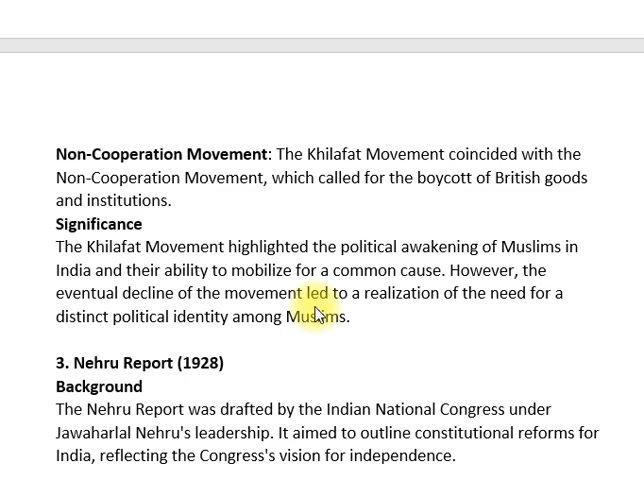 Non-Cooperation Movement: The Khilafat Movement coincided with the
Non-Cooperation Movement, which called for the boycott of British goods
and institutions.
Significance
The Khilafat Movement highlighted the political awakening of Muslims in
India and their ability to mobilize for a common cause. However, the
eventual decline of the movement led to a realization of the need for a
distinct political identity among Muslims.
3. Nehru Report (1928)
Background
The Nehru Report was drafted by the Indian National Congress under
Jawaharlal Nehru's leadership. It aimed to outline constitutional reforms for
India, reflecting the Congress's vision for independence.